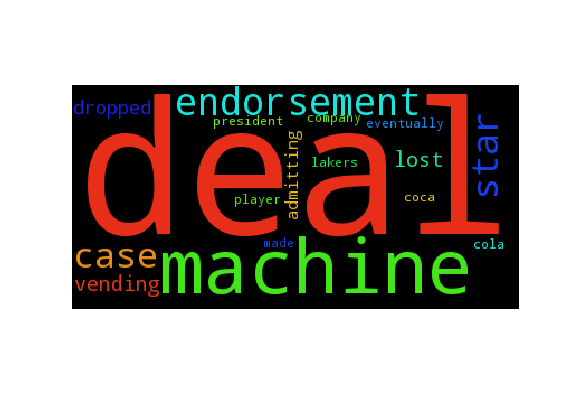 endorsement
dropped
president
company
eventually
deal
star
admitting
lakers
lost
player
coca
made
cola
case
machine
vending